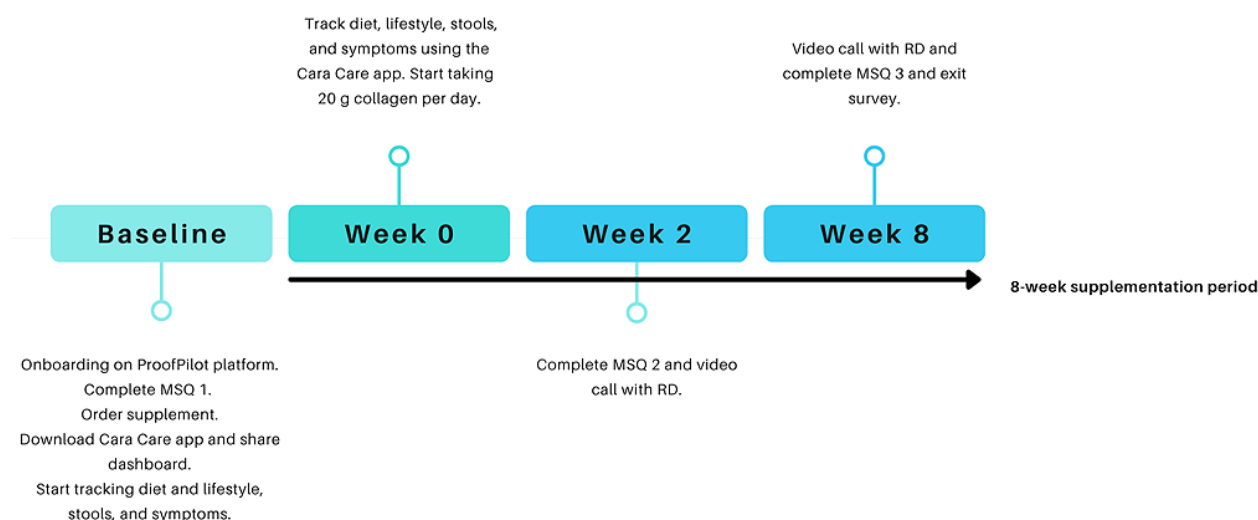 Track diet, lifestyle, stools,
and symptoms using the
Cara Care app. Start taking
20 g collagen per day.
Video call with RD and
complete MSQ 3 and exit
survey.
Baseline
Week 0
Week 2
Week 8
8-week supplementation period
Onboarding on ProofPilot platform.
Complete MSQ 1.
Order supplement.
Download Cara Care app and share
dashboard.
Start tracking diet and lifestyle,
stools, and symptoms.
Complete MSQ 2 and video
call with RD.